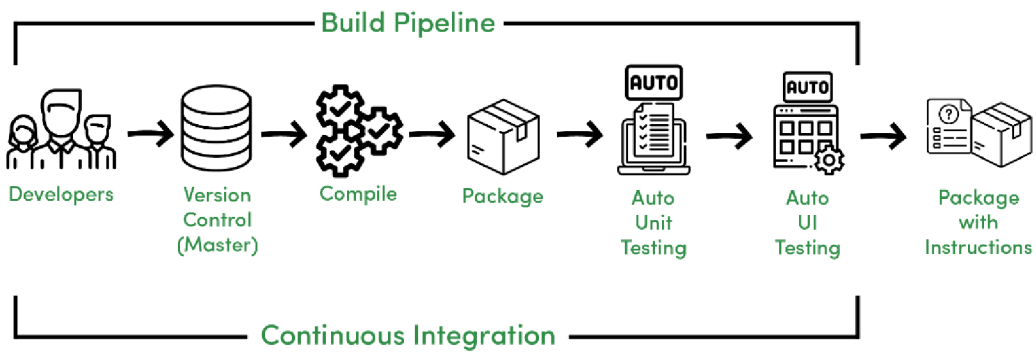 Build Pipeline
AUTO
AUTO
?
Developers
Version
Control
(Master)
Compile
Package
Auto
Unit
Testing
Auto
UI
Testing
Package
with
Instructions
Continuous Integration